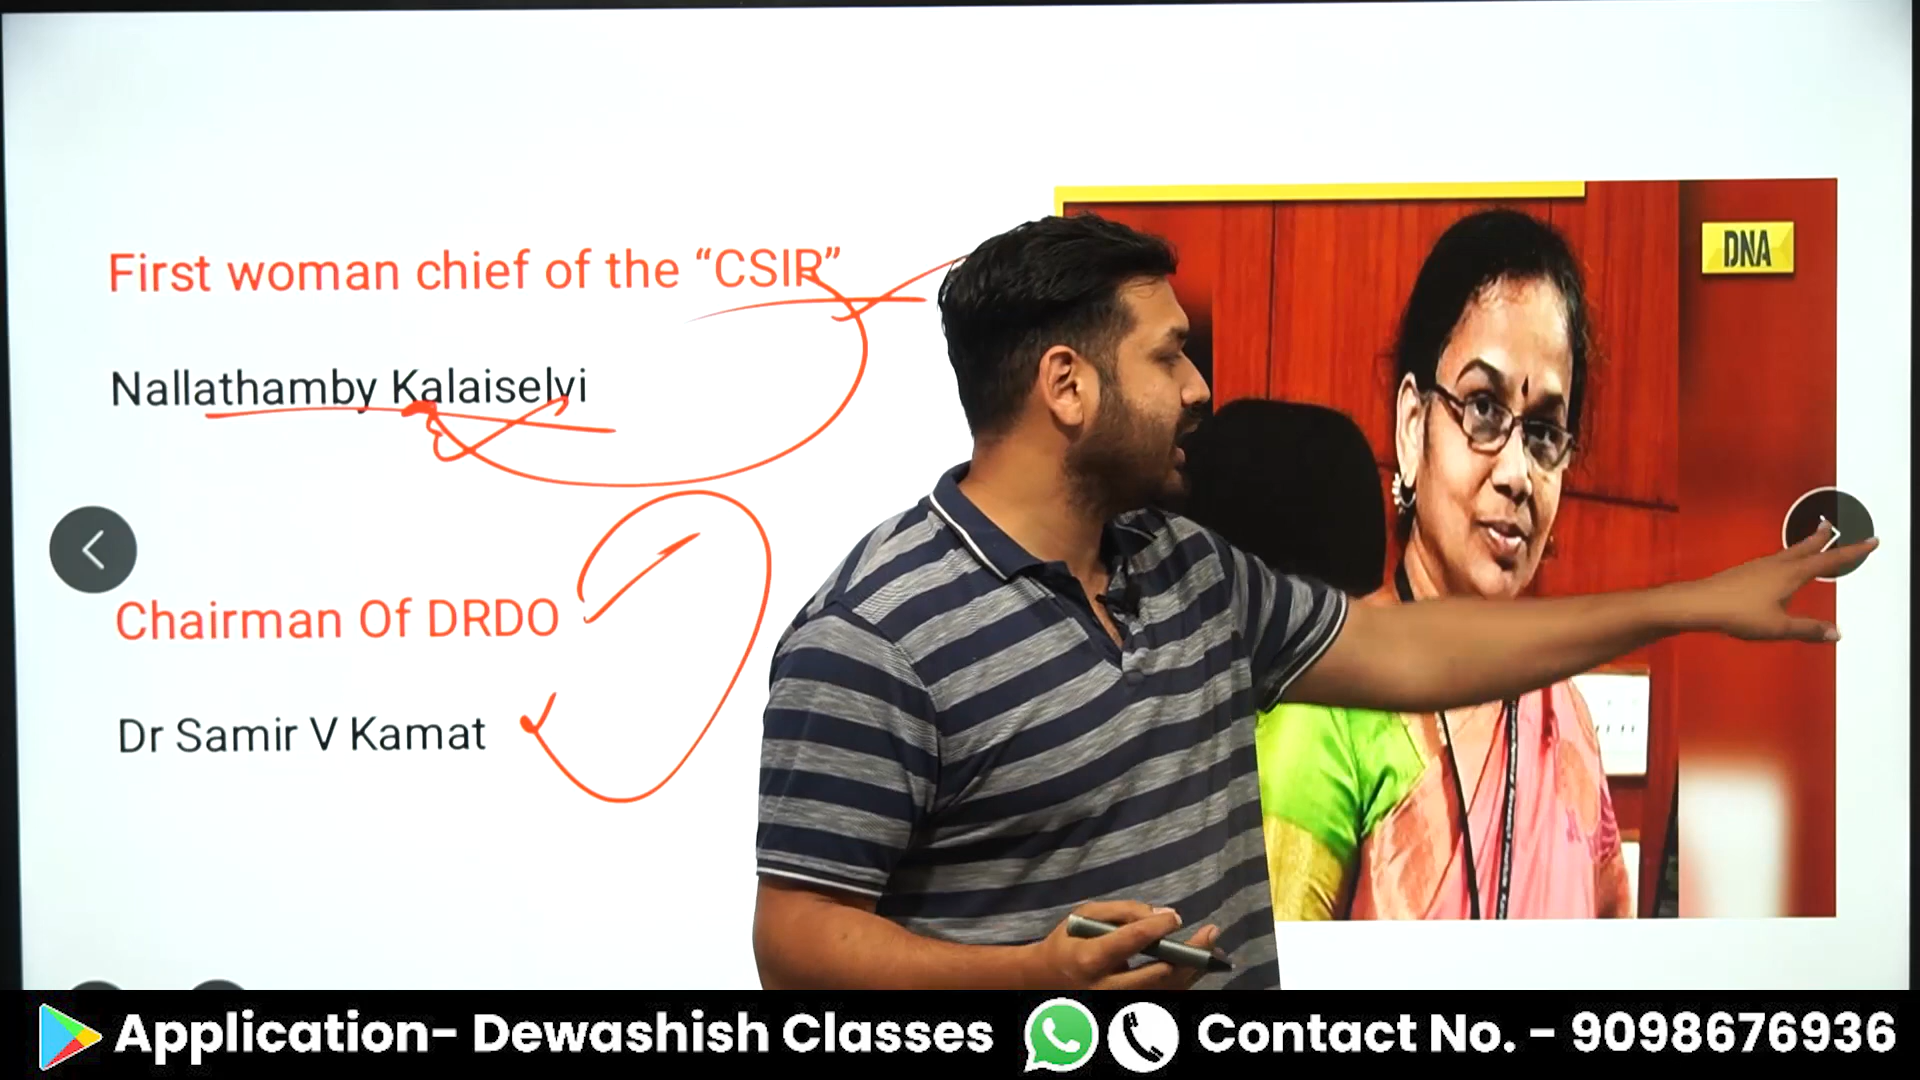 First woman chief of the “CSIR”
Nallathamby Kalaiselvi
DNA
Chairman Of DRDO
Dr Samir V Kamat
Application- Dewashish Classes
Contact No. - 9098676936